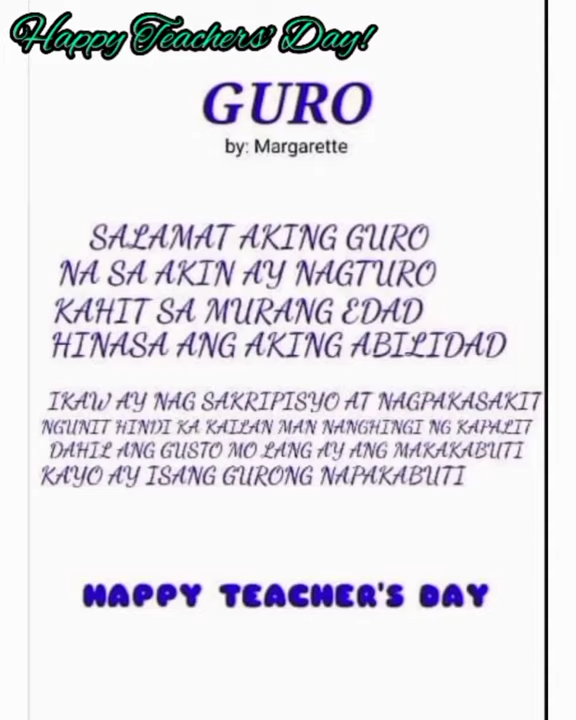 Happy Teachers' Day!
GURO
by: Margarette
SALAMAT AKING GURO
NA SA AKIN AY NAGTURO
KAHIT SA MURANG EDAD
HINASA ANG AKING ABILIDAD
IKAW AY NAG SAKRIPISYO AT NAGPAKASAKIT
NGUNIT HINDI KA KAILAN MAN NANGHINGI NG KAPALIT
DAHIL ANG GUSTO MO LANG AY ANG MAKAKABUTI
KAYO AY ISANG GURONG NAPAKABUTI
HAPPY TEACHER'S DAY